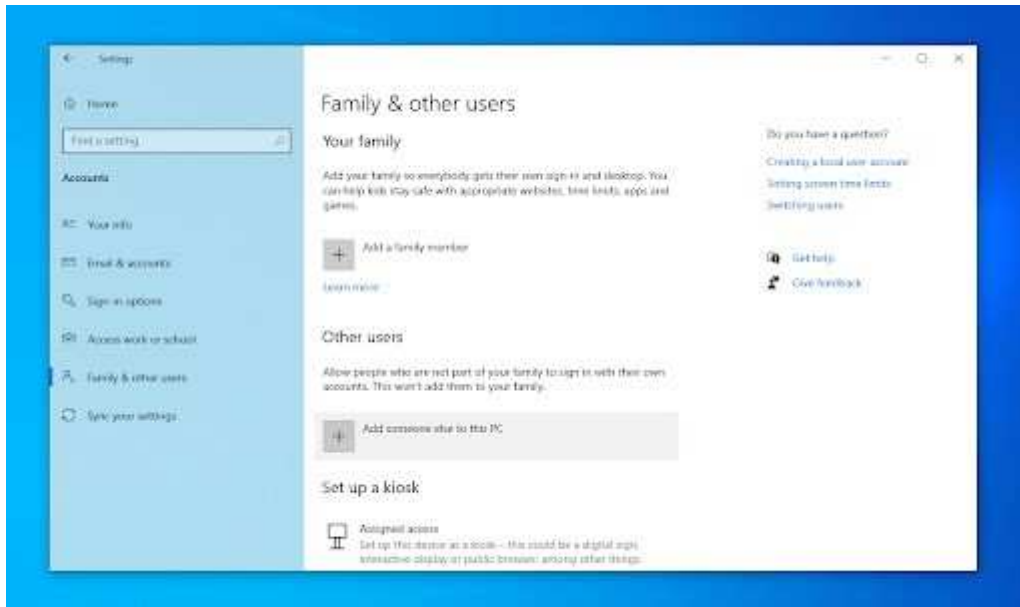 Settings
Home
Find a setting
Accounts
Your info
Email & accounts
Sign-in options
Access work or school
Family & other users
Sync your settings
Family & other users
Your family
Add your family so everybody gets their own sign-in and desktop. You
can help kids stay safe with appropriate websites, time limits, apps and
games.
Add a family member
Learn more
Other users
Allow people who are not part of your family to sign in with their own
accounts. This won't add them to your family.
Add someone else to this PC
Set up a kiosk
Assigned access
Set up this device as a kiosk – this could be a digital sign,
interactive display or public browser, among other things.
Do you have a question?
Creating a local user account
Setting screen time limits
Switching users
Get help
Give feedback